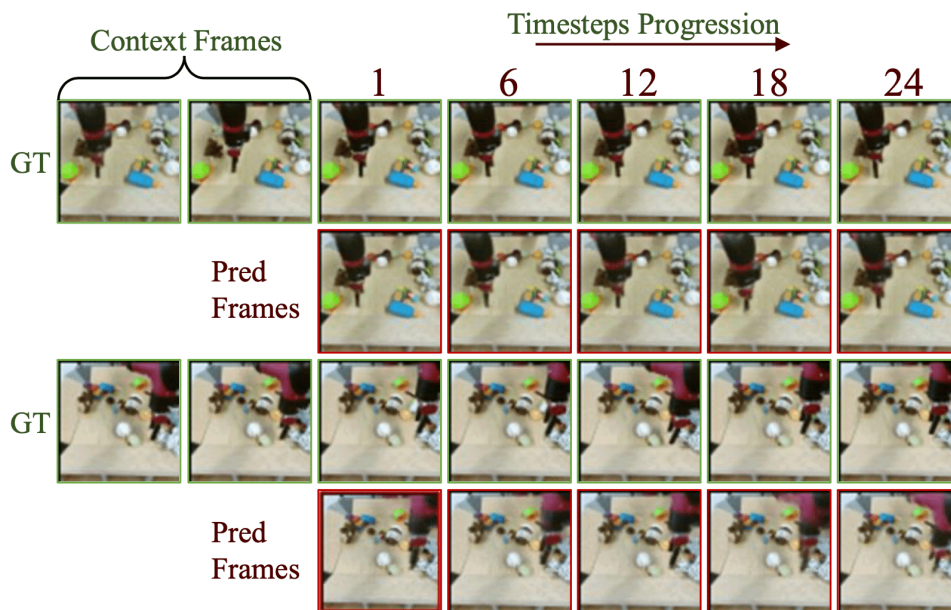 Context Frames
Timesteps Progression
1 6 12 18 24
GT
Pred
Frames
GT
Pred
Frames